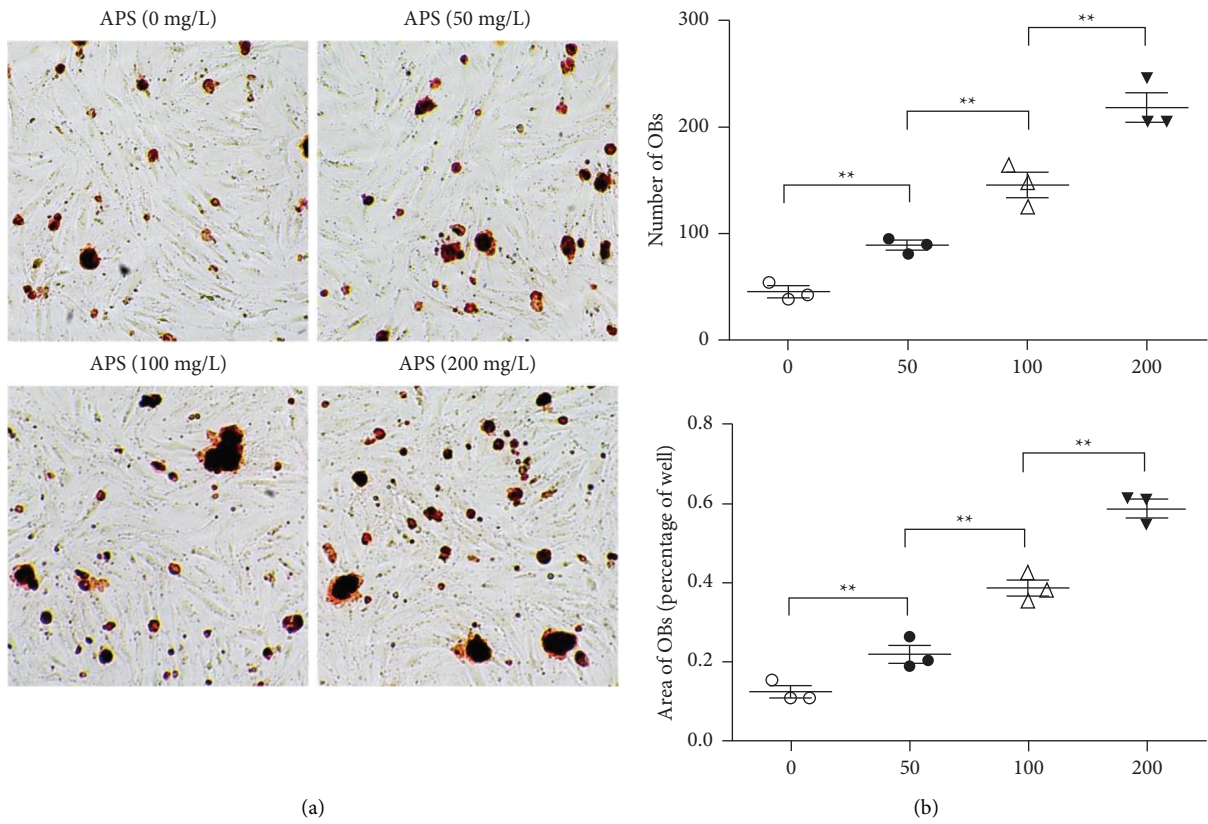 APS (0 mg/L)
APS (50 mg/L)
APS (100 mg/L)
APS (200 mg/L)
(a)
Number of OBs
300
200
100
0
**
**
**
0 50 100 200
Area of OBs (percentage of well)
0.8
0.6
0.4
0.2
0.0
**
**
**
0 50 100 200
(b)